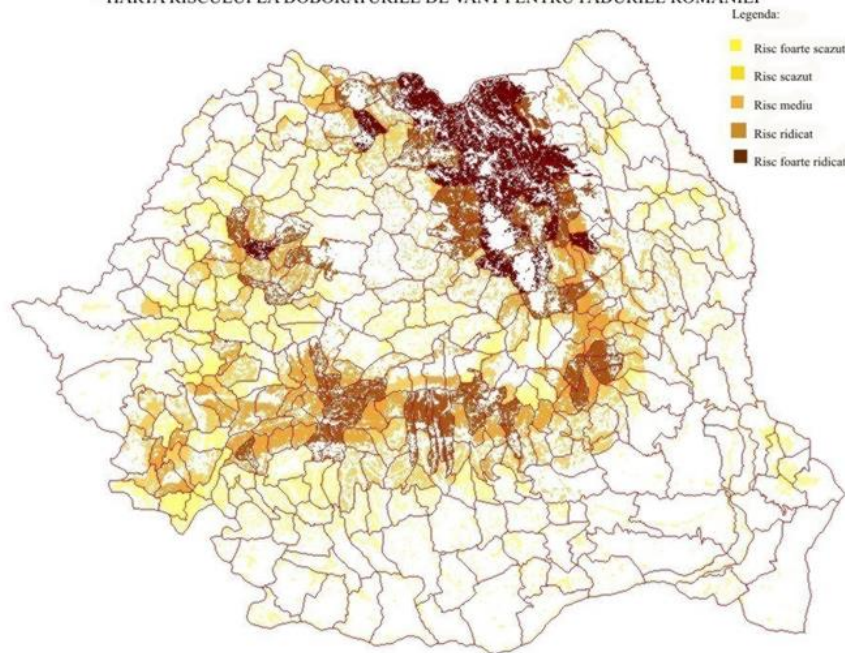 HARTA RISCULUI LA DOBORATURILE DE VANT PENTRU PADURILE ROMANIEI
Legenda:
Risc foarte scazut
Risc scazut
Risc mediu
Risc ridicat
Risc foarte ridicat